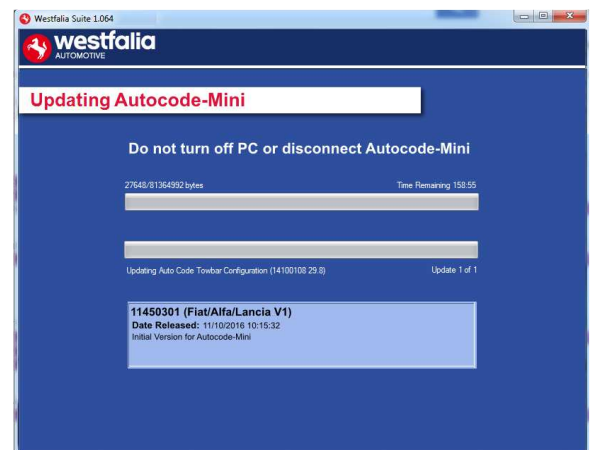 Westfalia Suite 1.064
westfalia
AUTOMOTIVE
Updating Autocode-Mini
Do not turn off PC or disconnect Autocode-Mini
27648/81364992 bytes Time Remaining 158:55
Updating Auto Code Towbar Configuration (14100108 29.8) Update 1 of 1
11450301 (Fiat/Alfa/Lancia V1)
Date Released: 11/10/2016 10:15:32
Initial Version for Autocode-Mini